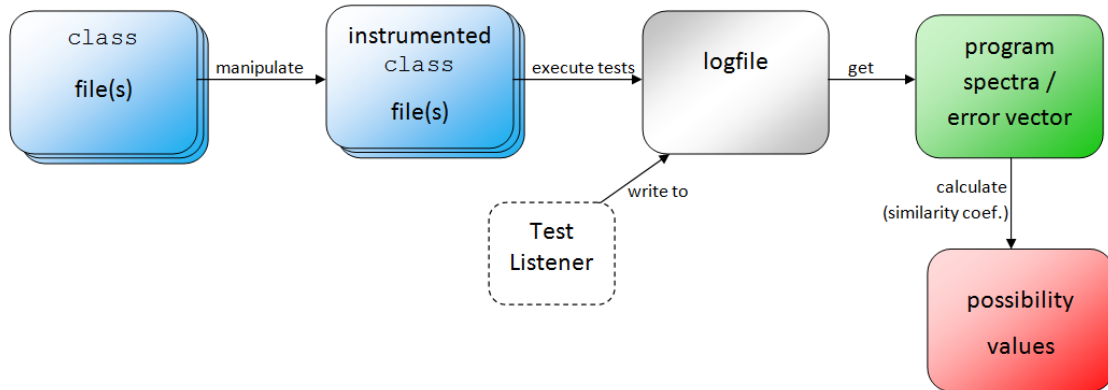 class
file(s)
manipulate
instrumented
class
file(s)
execute tests
logfile
get
program
spectra /
error vector
write to
Test
Listener
calculate
(similarity coef.)
possibility
values